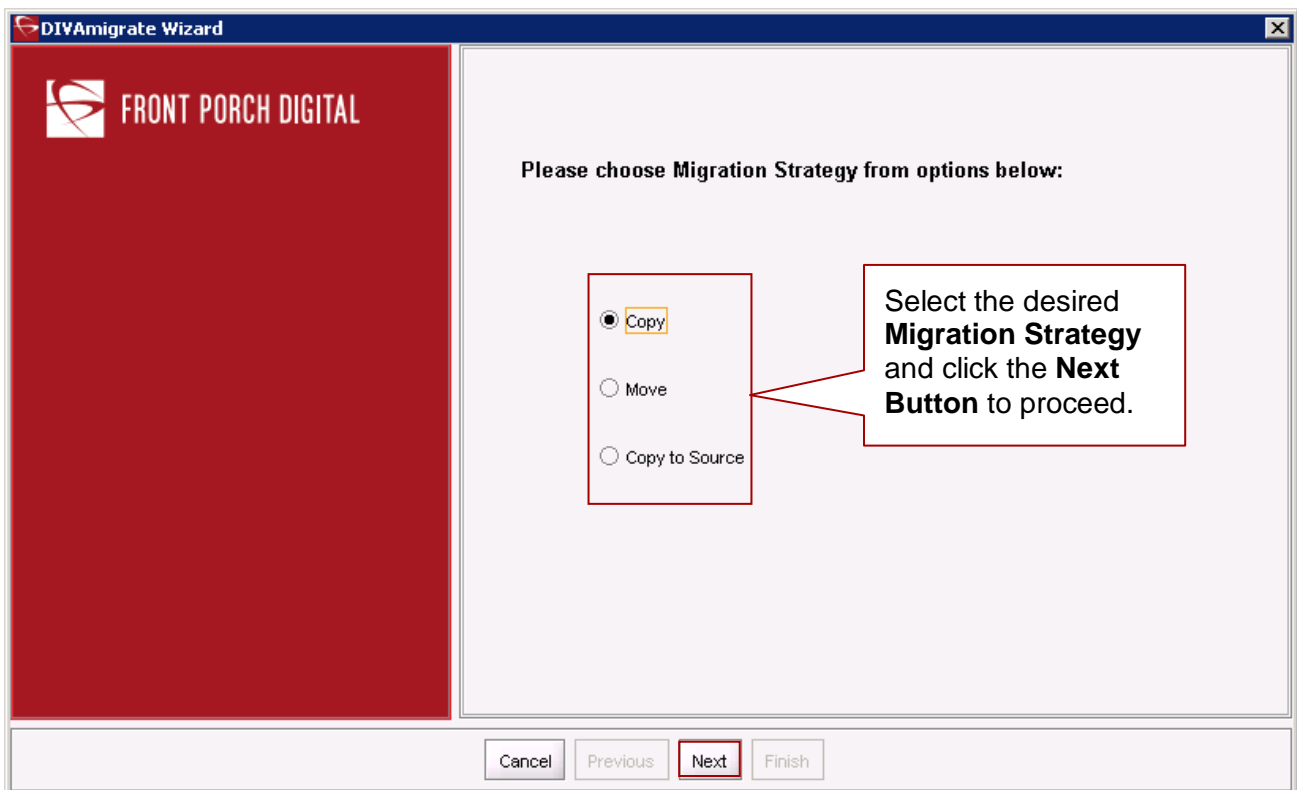 DIVAmigrate Wizard
FRONT PORCH DIGITAL
Please choose Migration Strategy from options below:
Copy
Move
Copy to Source
Select the desired
Migration Strategy
and click the Next
Button to proceed.
Cancel Previous Next Finish